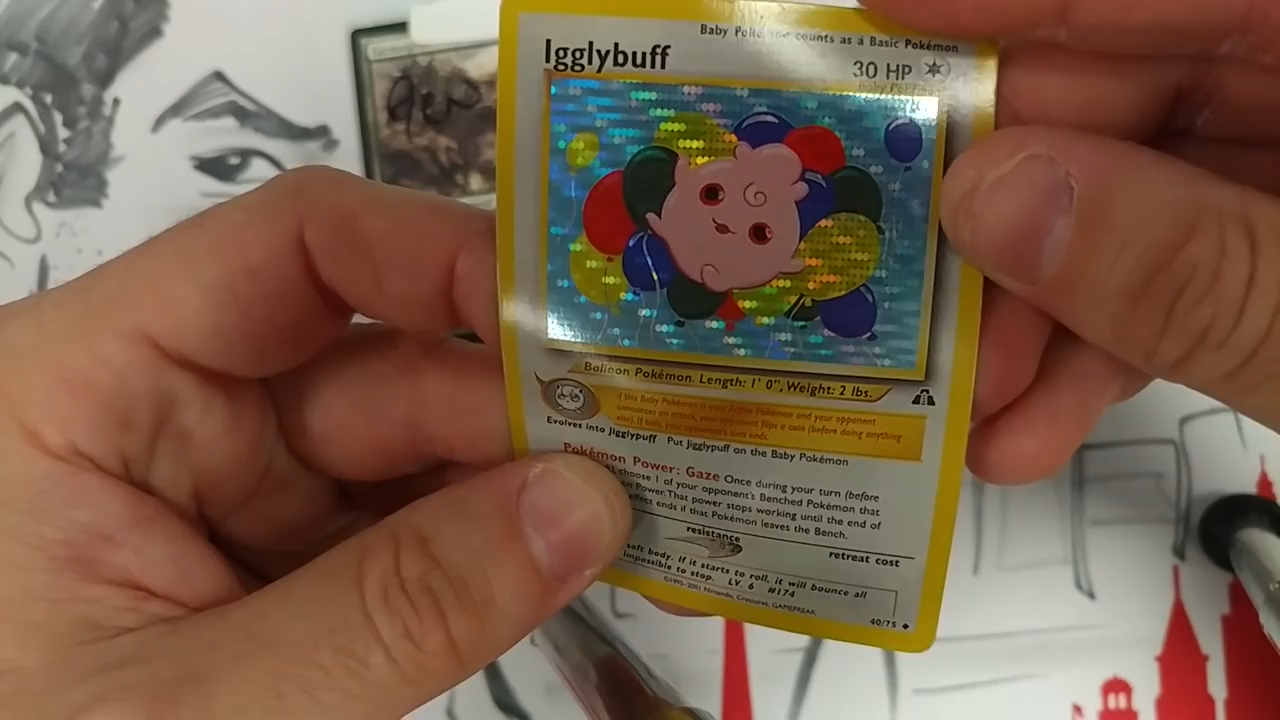 Baby counts as a Basic Pokémon
Igglybuff
30 HP
Balloon Pokémon. Length: 1' 0", Weight: 2 lbs.
If this Baby Pokémon is your Active Pokémon and your opponent
announces an attack, your opponent flips a coin (before doing anything
else). If tails, your opponent's turn ends.
Evolves into Jigglypuff Put Jigglypuff on the Baby Pokémon
Pokémon Power: Gaze Once during your turn (before
choose 1 of your opponent's Benched Pokémon that
Power. That power stops working until the end of
effect ends if that Pokémon leaves the Bench.
resistance
retreat cost
soft body. If it starts to roll, it will bounce all
impossible to stop. LV. 6 #174
©1995-2001 Nintendo, Creatures, GAMEFREAK.
40/75